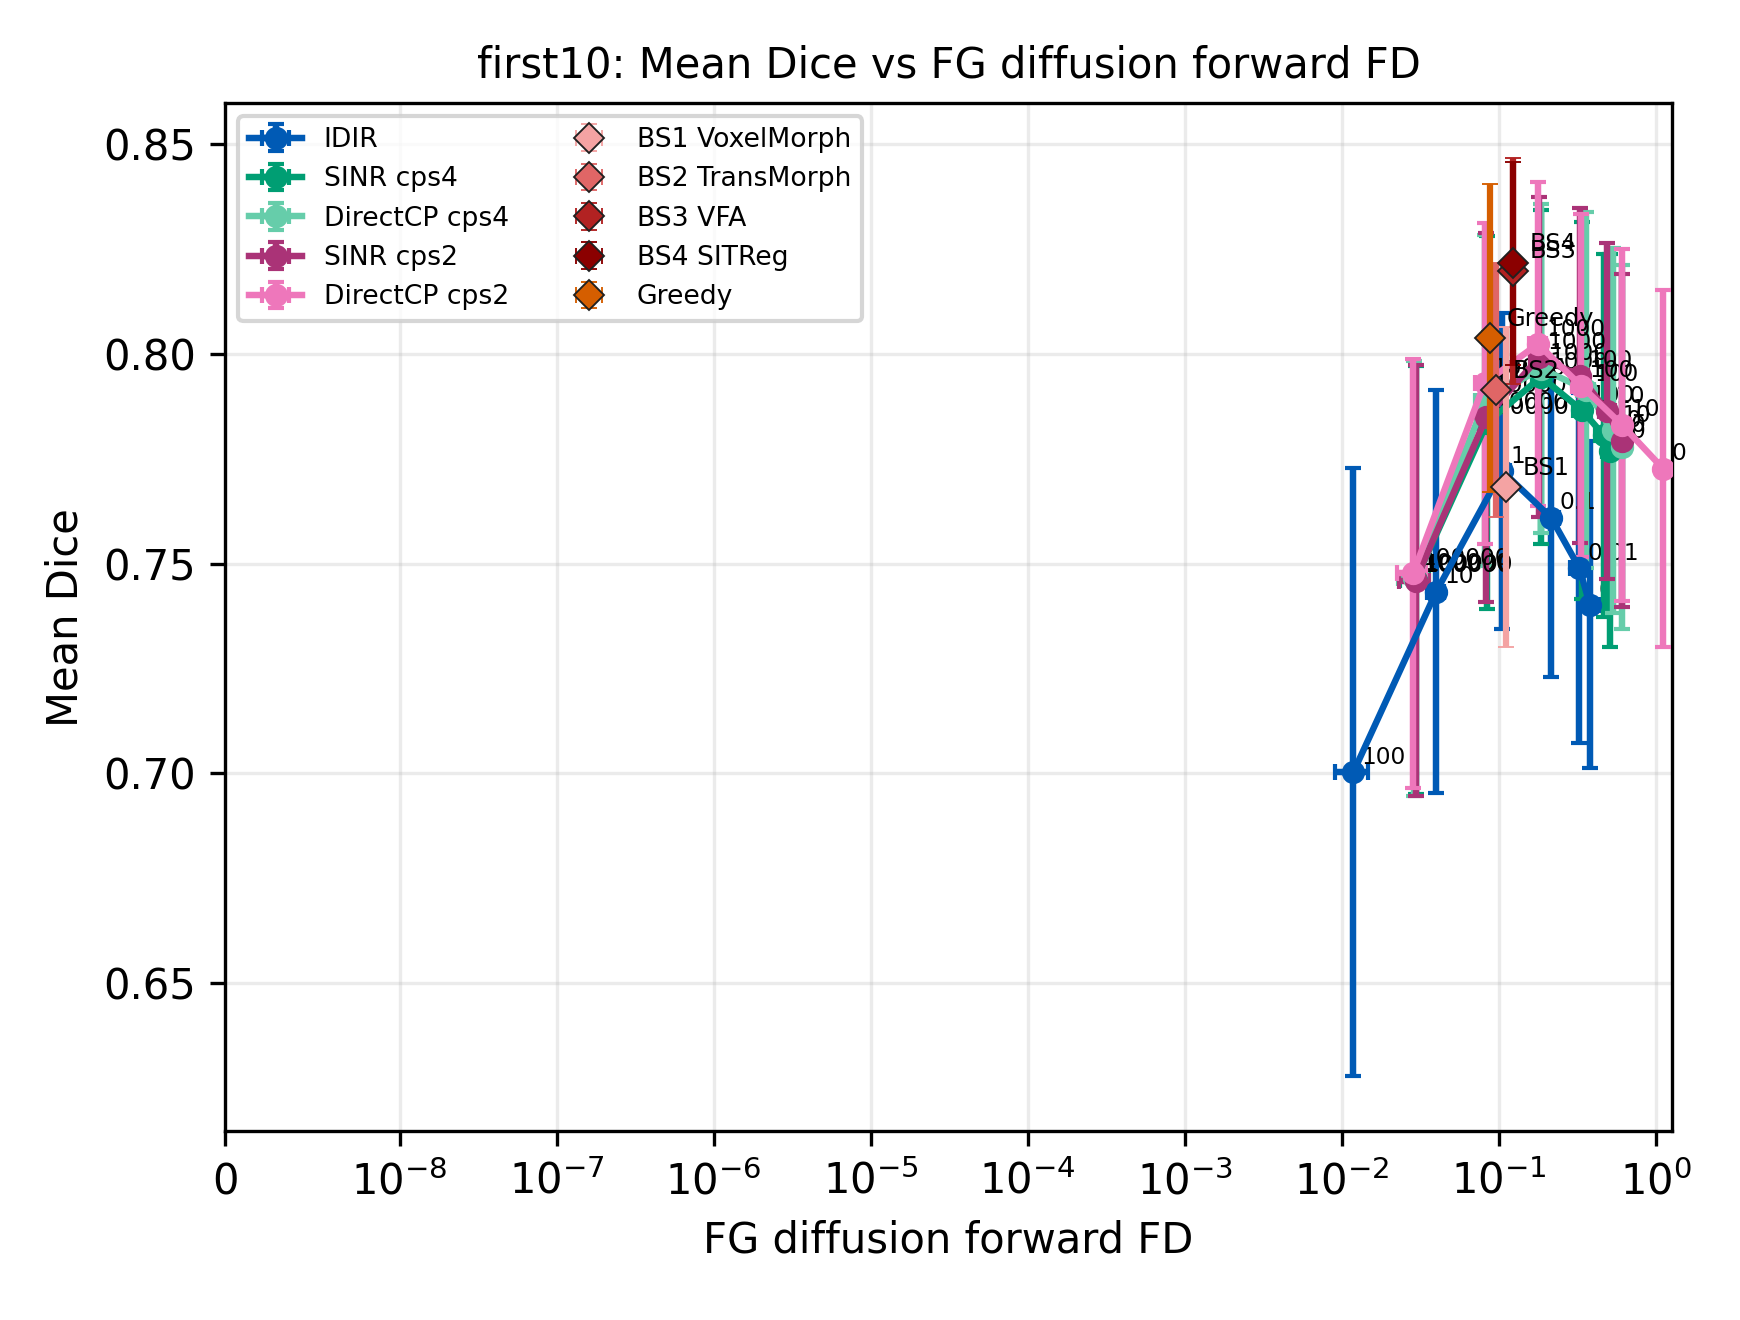 first10: Mean Dice vs FG diffusion forward FD
IDIR
SINR cps4
DirectCP cps4
SINR cps2
DirectCP cps2
BS1 VoxelMorph
BS2 TransMorph
BS3 VFA
BS4 SITReg
Greedy
Mean Dice
0.85
0.80
0.75
0.70
0.65
BS4
BS3
Greedy
1000
BS2
BS1
1
0
10
100
0 10⁻⁸ 10⁻⁷ 10⁻⁶ 10⁻⁵ 10⁻⁴ 10⁻³ 10⁻² 10⁻¹ 10⁰
FG diffusion forward FD